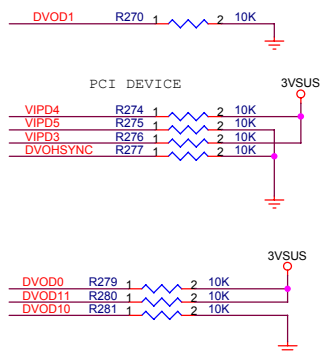 DVOD1 R270 1 2 10K
PCI DEVICE
3VSUS
VIPD4 R274 1 2 10K
VIPD5 R275 1 2 10K
VIPD3 R276 1 2 10K
DVOHSYNC R277 1 2 10K
3VSUS
DVOD0 R279 1 2 10K
DVOD11 R280 1 2 10K
DVOD10 R281 1 2 10K